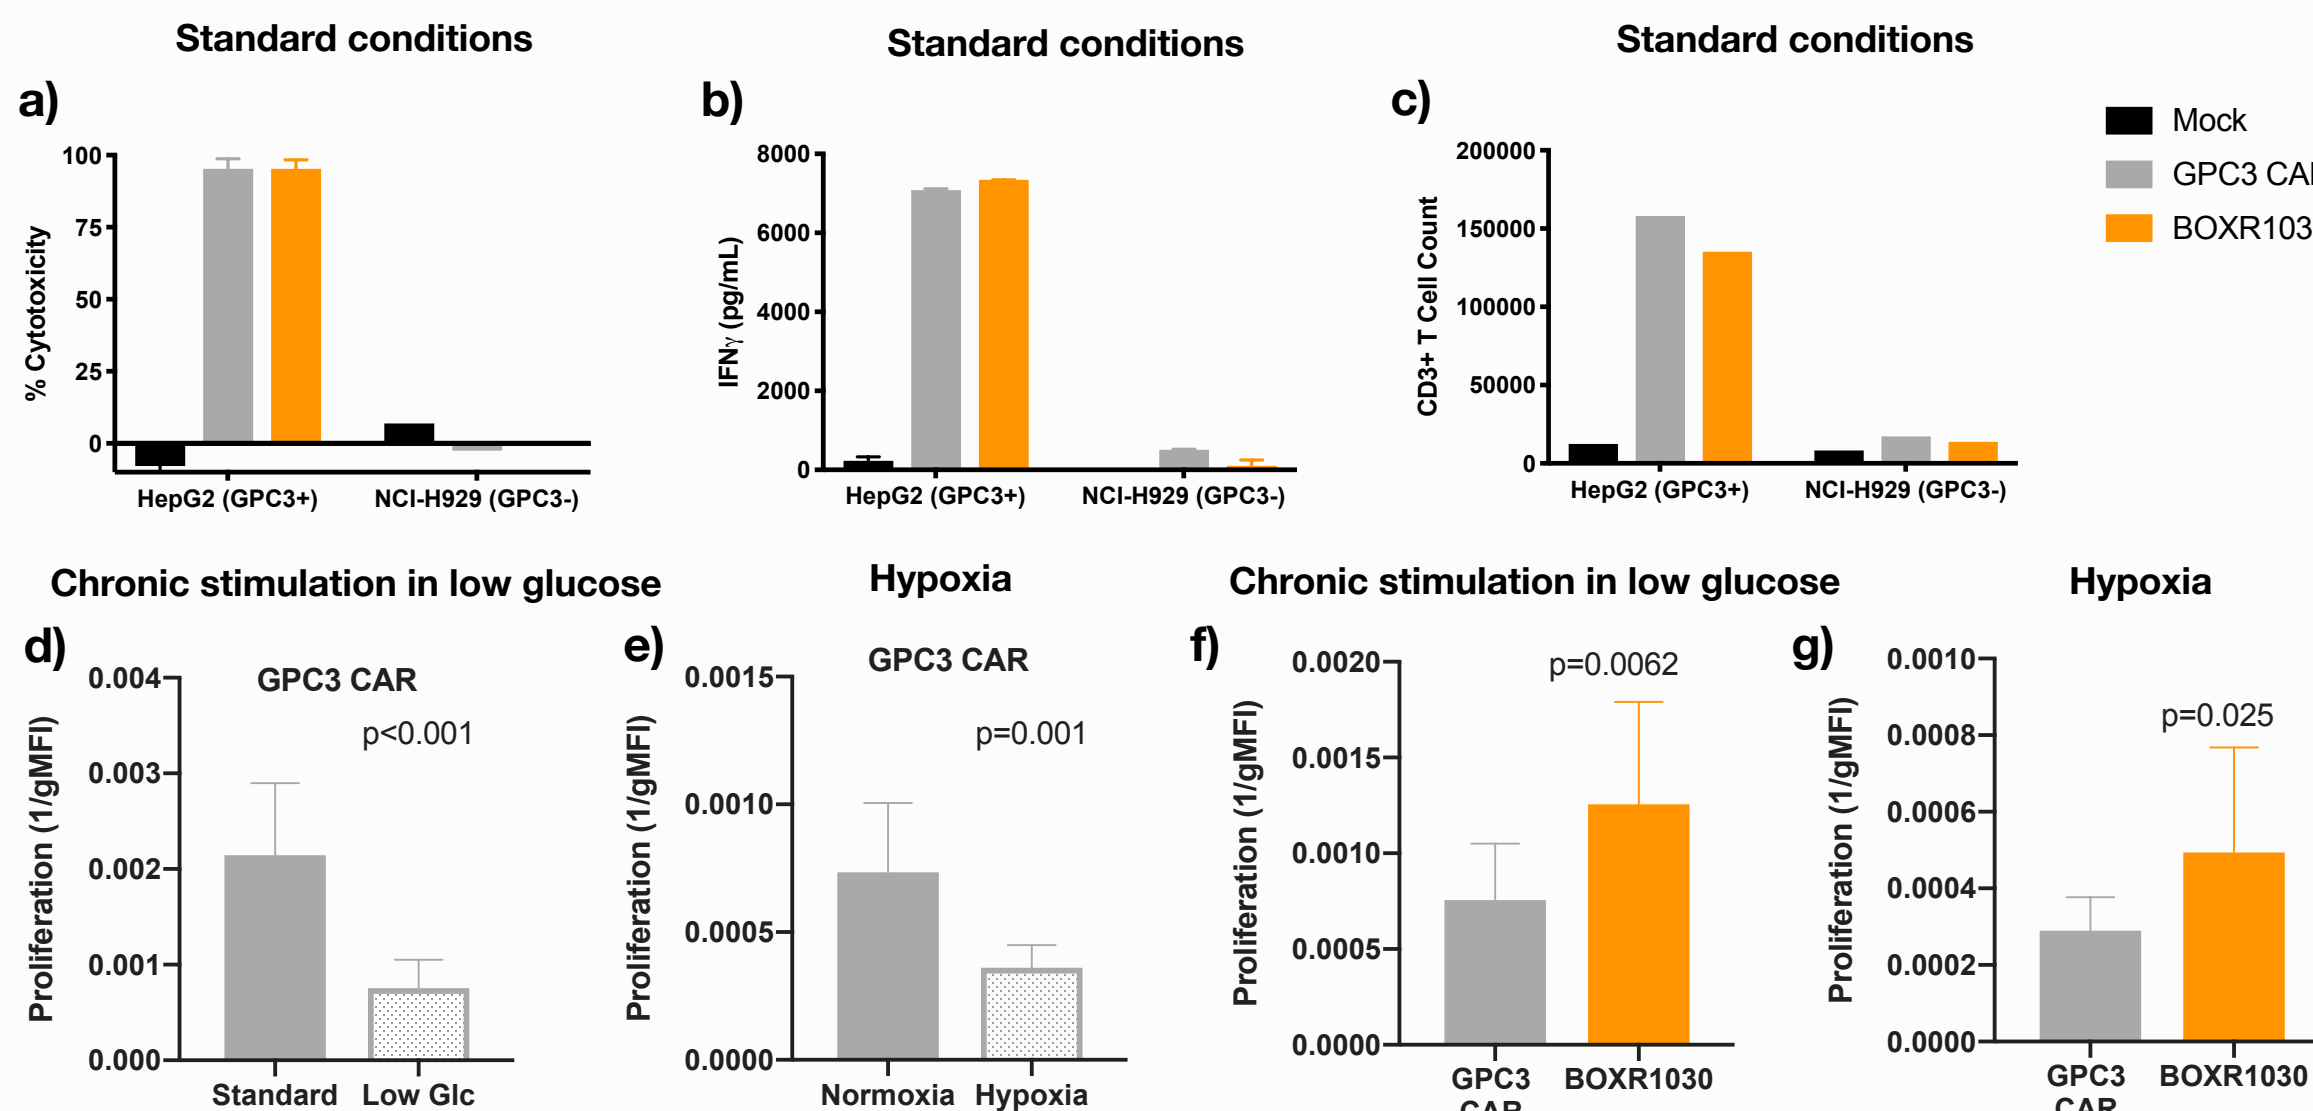 Standard conditions
Standard conditions
Standard conditions
a)
b)
c)
Mock
GPC3 CA
BOXR103
% Cytotoxicity
100
75
50
25
0
HepG2 (GPC3+)
NCI-H929 (GPC3-)
IFNγ (pg/mL)
8000
6000
4000
2000
0
HepG2 (GPC3+)
NCI-H929 (GPC3-)
CD3+ T Cell Count
200000
150000
100000
50000
0
HepG2 (GPC3+)
NCI-H929 (GPC3-)
Chronic stimulation in low glucose
Hypoxia
Chronic stimulation in low glucose
Hypoxia
d)
GPC3 CAR
p<0.001
Proliferation (1/gMFI)
0.004
0.003
0.002
0.001
0.000
Standard
Low Glc
e)
GPC3 CAR
p=0.001
Proliferation (1/gMFI)
0.0015
0.0010
0.0005
0.0000
Normoxia
Hypoxia
f)
p=0.0062
Proliferation (1/gMFI)
0.0020
0.0015
0.0010
0.0005
0.0000
GPC3
CAR
BOXR1030
g)
p=0.025
Proliferation (1/gMFI)
0.0010
0.0008
0.0006
0.0004
0.0002
0.0000
GPC3
CAR
BOXR1030